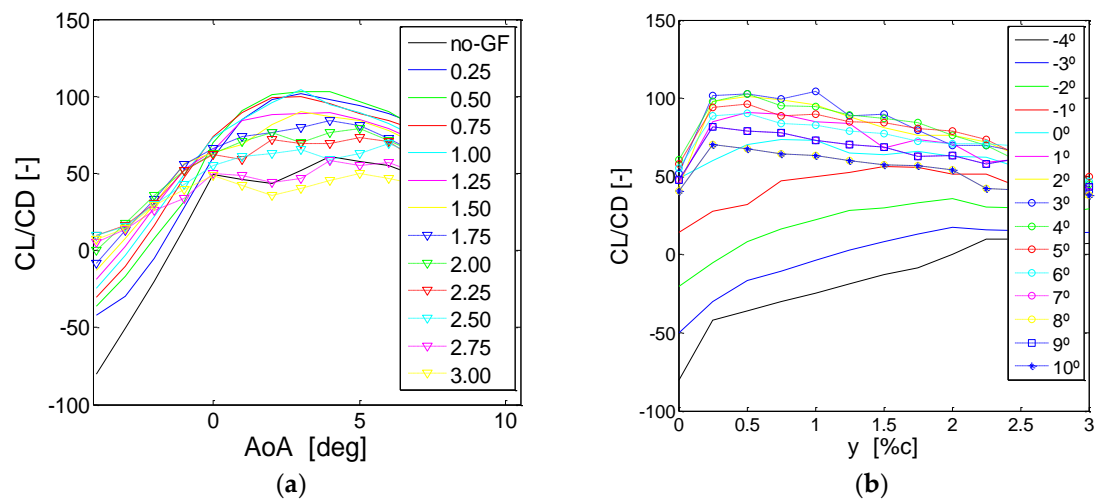 150
100
50
0
-50
-100
0
5
10
CL/CD [-]
AoA [deg]
no-GF
0.25
0.50
0.75
1.00
1.25
1.50
1.75
2.00
2.25
2.50
2.75
3.00
(a)
150
100
50
0
-50
-100
0
0.5
1
1.5
2
2.5
3
CL/CD [-]
y [%c]
-4º
-3º
-2º
-1º
0º
1º
2º
3º
4º
5º
6º
7º
8º
9º
10º
(b)